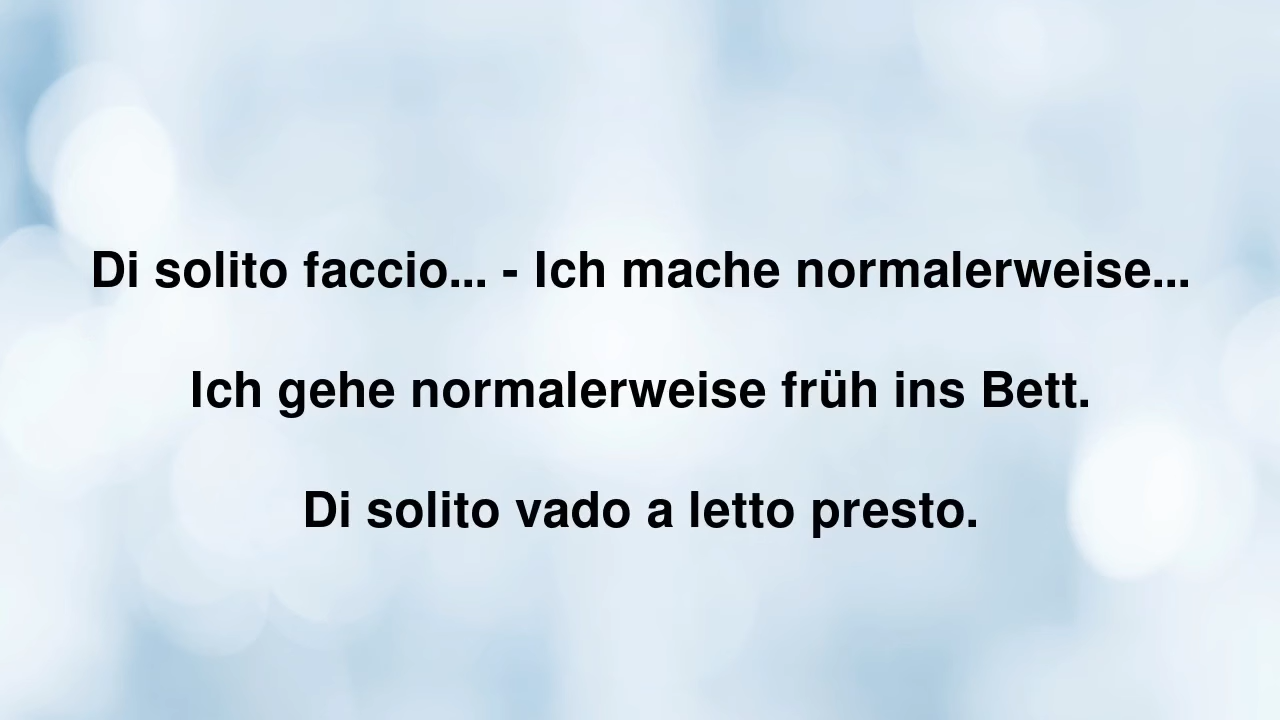 Di solito faccio... - Ich mache normalerweise...
Ich gehe normalerweise früh ins Bett.
Di solito vado a letto presto.